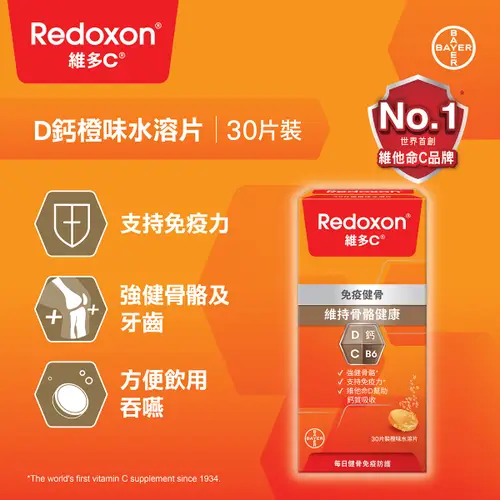 Redoxon®
維多C®
BAYER
BAYER
D鈣橙味水溶片 | 30片裝
No.1
世界首創
維他命C品牌
支持免疫力
強健骨骼及
牙齒
方便飲用
吞嚥
Redoxon®
維多C®
免疫健骨
維持骨骼健康
D 鈣
C B6
✓ 強健骨骼*
✓ 支持免疫力*
✓ 維他命D幫助
鈣質吸收
30片裝橙味水溶片
BAYER
BAYER
每日健骨免疫防護
*The world's first vitamin C supplement since 1934.